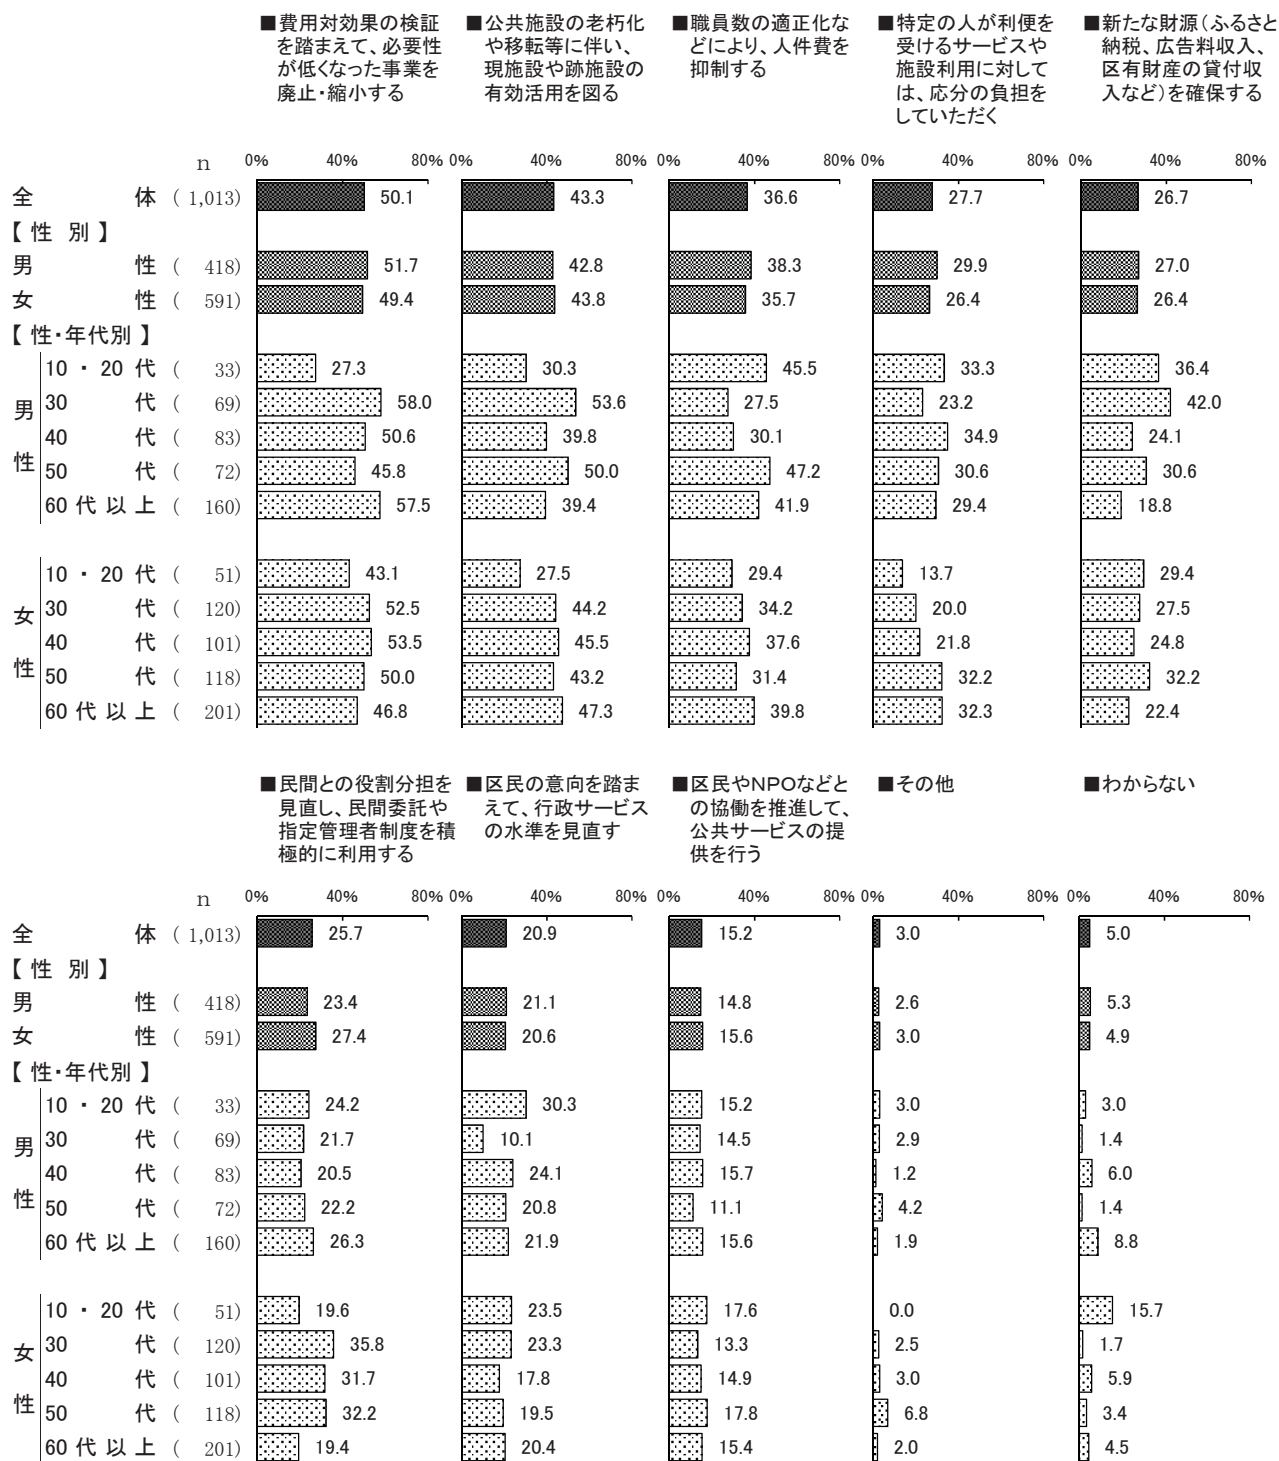 ■費用対効果の検証を踏まえて、必要性が低くなった事業を廃止・縮小する
■公共施設の老朽化や移転等に伴い、現施設や跡施設の有効活用を図る
■職員数の適正化などにより、人件費を抑制する
■特定の人が利便を受けるサービスや施設利用に対しては、応分の負担をしていただく
■新たな財源（ふるさと納税、広告料収入、区有財産の貸付収入など）を確保する
n 0% 40% 80% 0% 40% 80% 0% 40% 80% 0% 40% 80% 0% 40% 80%
全体 (1,013) 50.1 43.3 36.6 27.7 26.7
【性別】
男性 (418) 51.7 42.8 38.3 29.9 27.0
女性 (591) 49.4 43.8 35.7 26.4 26.4
【性・年代別】
男性
10・20代 (33) 27.3 30.3 45.5 33.3 36.4
30代 (69) 58.0 53.6 27.5 23.2 42.0
40代 (83) 50.6 39.8 30.1 34.9 24.1
50代 (72) 45.8 50.0 47.2 30.6 30.6
60代以上 (160) 57.5 39.4 41.9 29.4 18.8
女性
10・20代 (51) 43.1 27.5 29.4 13.7 29.4
30代 (120) 52.5 44.2 34.2 20.0 27.5
40代 (101) 53.5 45.5 37.6 21.8 24.8
50代 (118) 50.0 43.2 31.4 32.2 32.2
60代以上 (201) 46.8 47.3 39.8 32.3 22.4
■民間との役割分担を見直し、民間委託や指定管理者制度を積極的に利用する
■区民の意向を踏まえて、行政サービスの水準を見直す
■区民やNPOなどとの協働を推進して、公共サービスの提供を行う
■その他
■わからない
n 0% 40% 80% 0% 40% 80% 0% 40% 80% 0% 40% 80% 0% 40% 80%
全体 (1,013) 25.7 20.9 15.2 3.0 5.0
【性別】
男性 (418) 23.4 21.1 14.8 2.6 5.3
女性 (591) 27.4 20.6 15.6 3.0 4.9
【性・年代別】
男性
10・20代 (33) 24.2 30.3 15.2 3.0 3.0
30代 (69) 21.7 10.1 14.5 2.9 1.4
40代 (83) 20.5 24.1 15.7 1.2 6.0
50代 (72) 22.2 20.8 11.1 4.2 1.4
60代以上 (160) 26.3 21.9 15.6 1.9 8.8
女性
10・20代 (51) 19.6 23.5 17.6 0.0 15.7
30代 (120) 35.8 23.3 13.3 2.5 1.7
40代 (101) 31.7 17.8 14.9 3.0 5.9
50代 (118) 32.2 19.5 17.8 6.8 3.4
60代以上 (201) 19.4 20.4 15.4 2.0 4.5